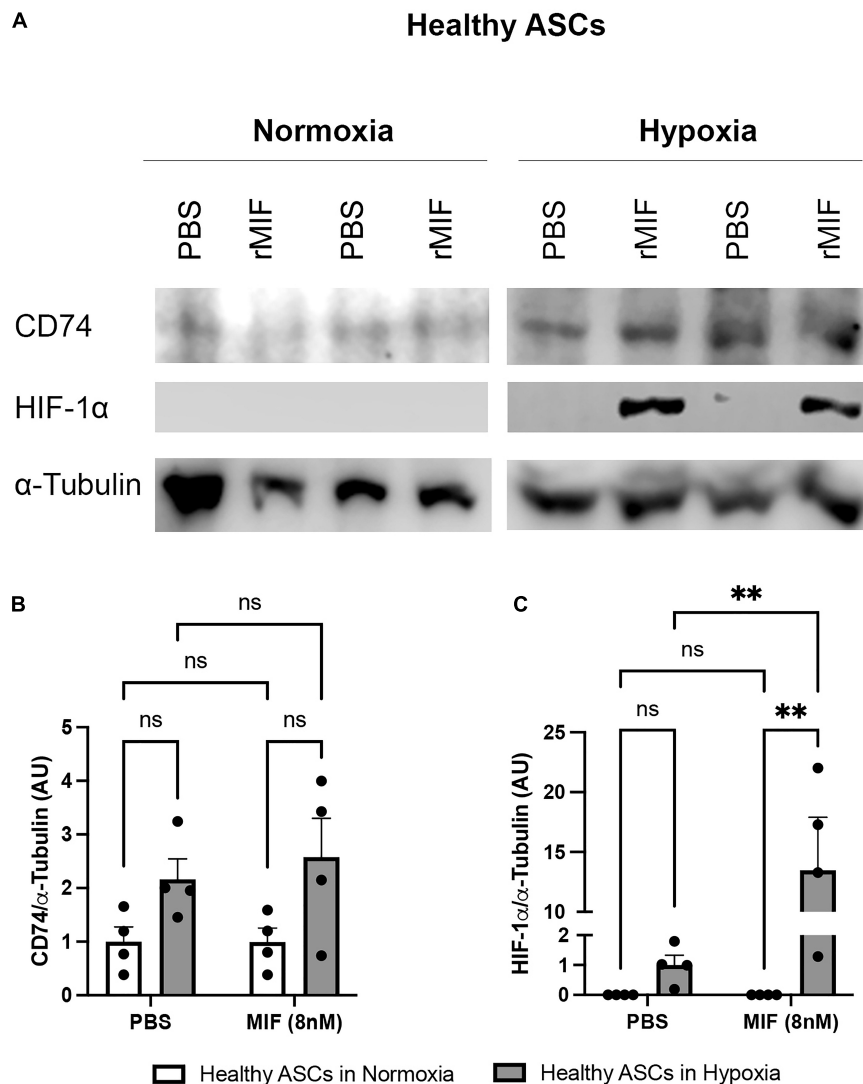 A
Healthy ASCs
Normoxia
Hypoxia
PBS
rMIF
PBS
rMIF
PBS
rMIF
PBS
rMIF
CD74
HIF-1α
α-Tubulin
B
ns
ns
ns
ns
CD74/α-Tubulin (AU)
5
4
3
2
1
0
PBS
MIF (8nM)
C
**
ns
ns
**
HIF-1α/α-Tubulin (AU)
25
20
15
10
2
1
0
PBS
MIF (8nM)
Healthy ASCs in Normoxia
Healthy ASCs in Hypoxia